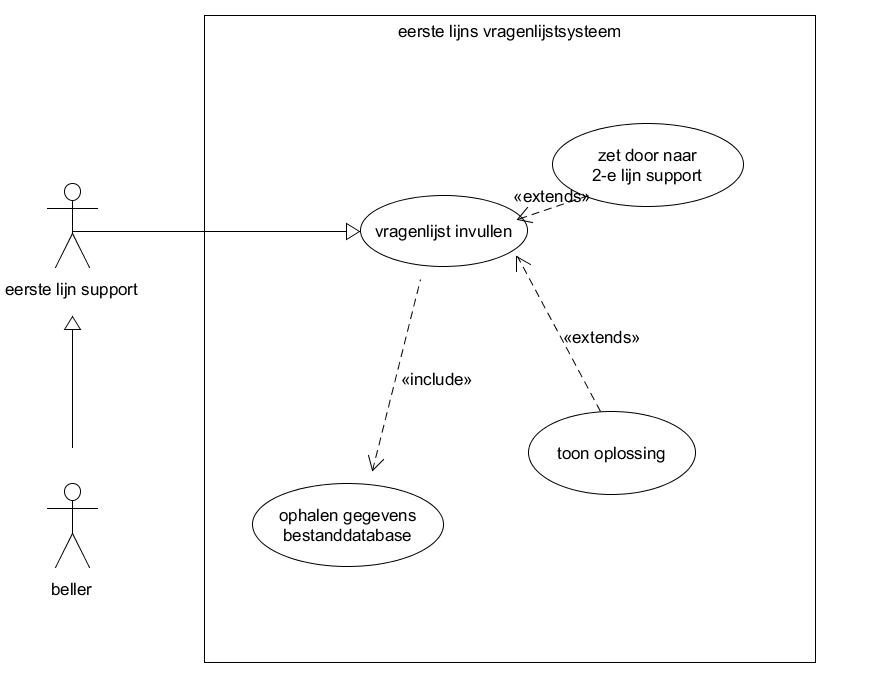 eerste lijns vragenlijstsysteem
zet door naar
2-e lijn support
«extends»
vragenlijst invullen
eerste lijn support
«extends»
«include»
toon oplossing
ophalen gegevens
bestanddatabase
beller